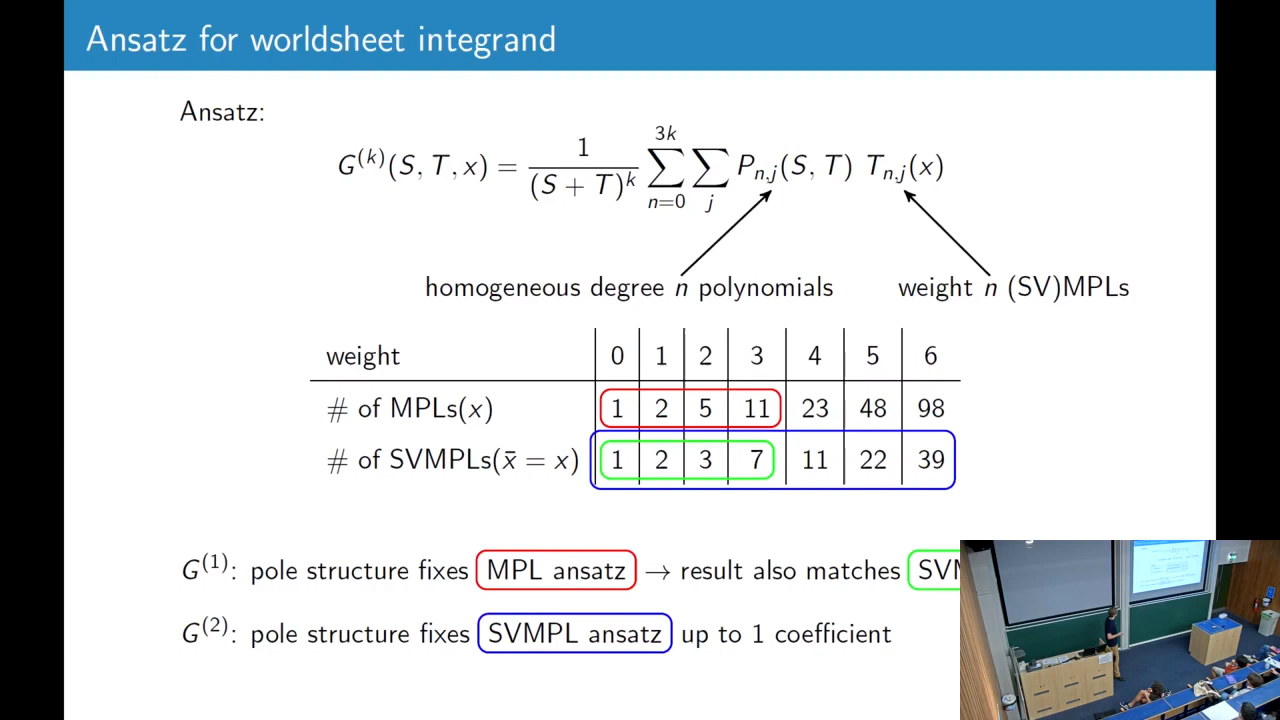 Ansatz for worldsheet integrand
Ansatz:
G^{(k)}(S, T, x) = \frac{1}{(S + T)^k} \sum_{n=0}^{3k} \sum_j P_{n,j}(S, T) T_{n,j}(x)
homogeneous degree n polynomials weight n (SV)MPLs
weight 0 1 2 3 4 5 6
# of MPLs(x) 1 2 5 11 23 48 98
# of SVMPLs(x̄ = x) 1 2 3 7 11 22 39
G^{(1)}: pole structure fixes MPL ansatz → result also matches
G^{(2)}: pole structure fixes SVMPL ansatz up to 1 coefficient